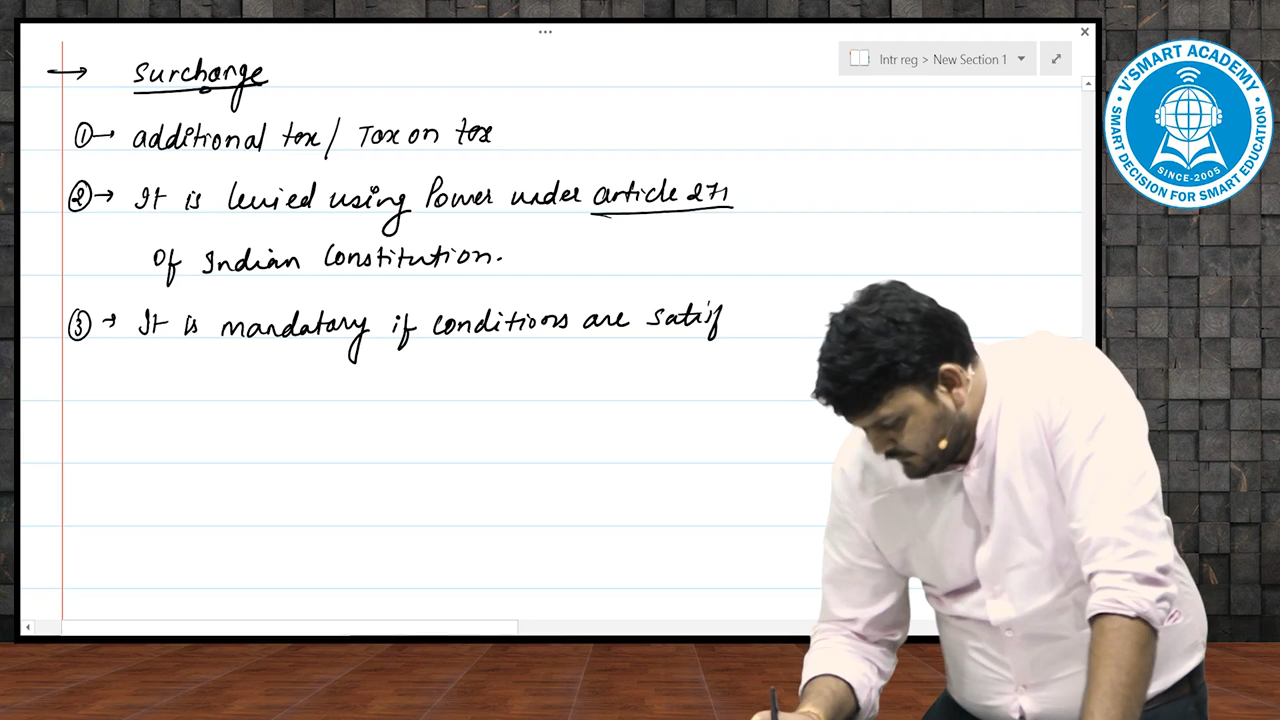 → Surcharge
① → additional tax / Tax on tax
② → It is levied using Power under article 271
Of Indian Constitution.
③ → It is mandatory if conditions are satisf
Intr reg > New Section 1
V'SMART ACADEMY
SINCE-2005
SMART DECISION FOR SMART EDUCATION